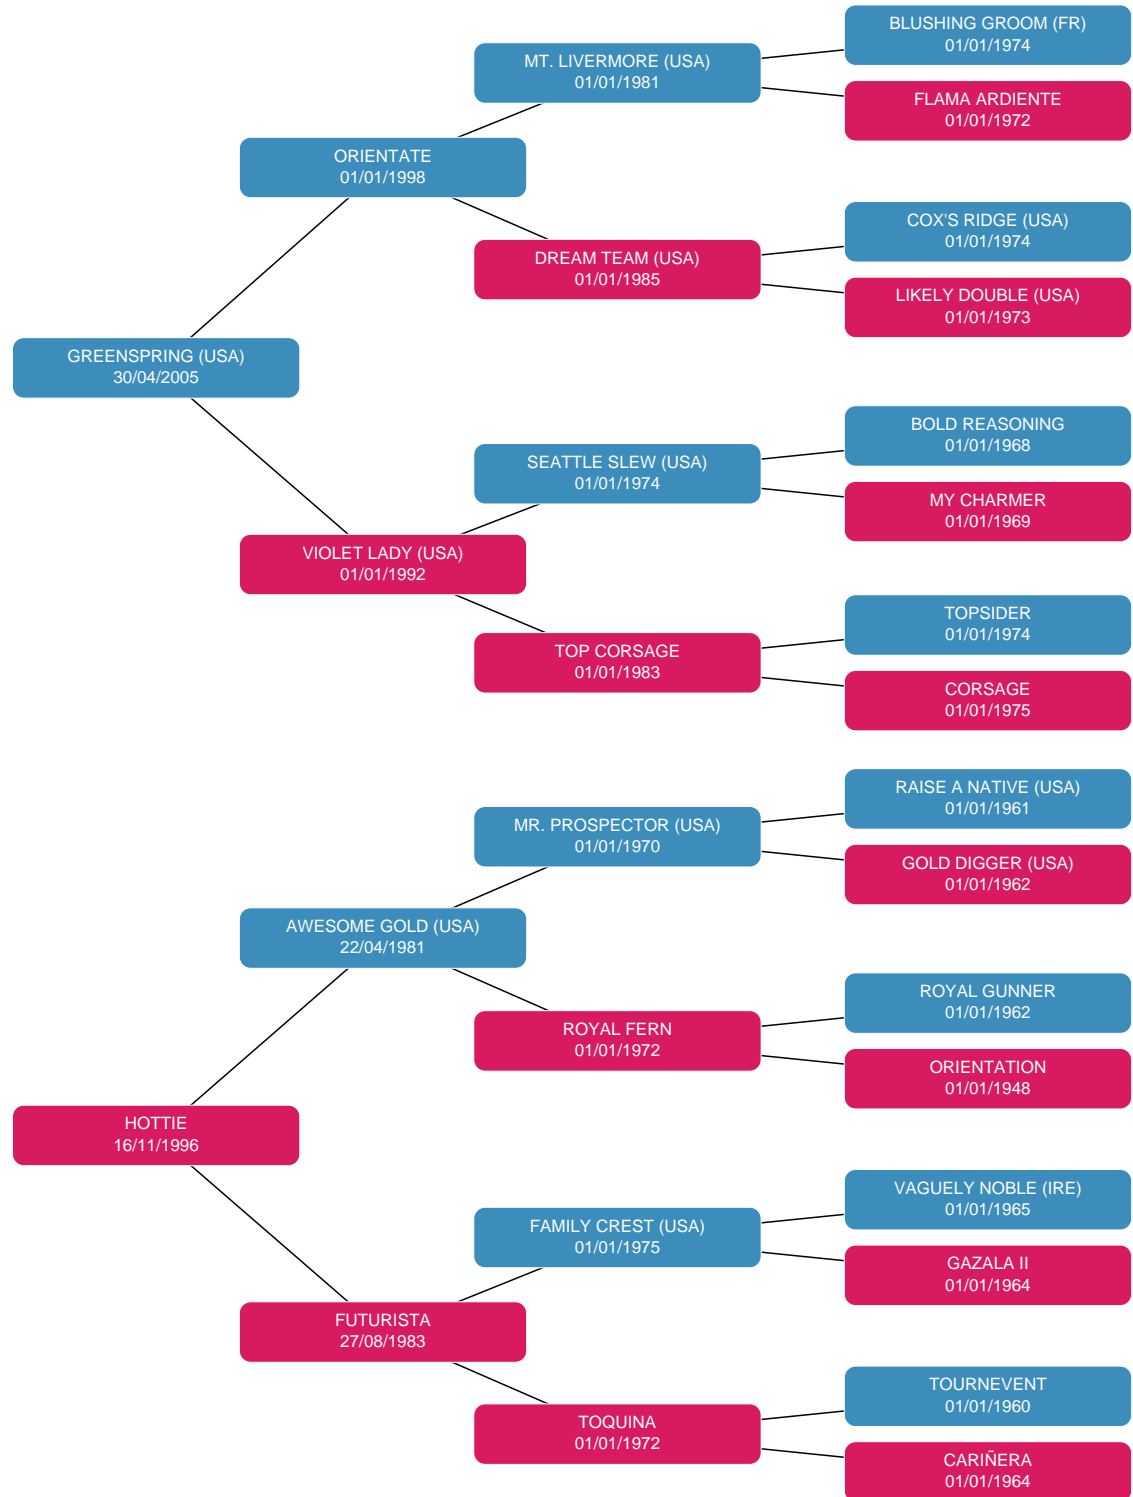 BLUSHING GROOM (FR)
01/01/1974
MT. LIVERMORE (USA)
01/01/1981
FLAMA ARDIENTE
01/01/1972
ORIENTATE
01/01/1998
COX'S RIDGE (USA)
01/01/1974
DREAM TEAM (USA)
01/01/1985
LIKELY DOUBLE (USA)
01/01/1973
GREENSPRING (USA)
30/04/2005
BOLD REASONING
01/01/1968
SEATTLE SLEW (USA)
01/01/1974
MY CHARMER
01/01/1969
VIOLET LADY (USA)
01/01/1992
TOPSIDER
01/01/1974
TOP CORSAGE
01/01/1983
CORSAGE
01/01/1975
RAISE A NATIVE (USA)
01/01/1961
MR. PROSPECTOR (USA)
01/01/1970
GOLD DIGGER (USA)
01/01/1962
AWESOME GOLD (USA)
22/04/1981
ROYAL GUNNER
01/01/1962
ROYAL FERN
01/01/1972
ORIENTATION
01/01/1948
HOTTIE
16/11/1996
VAGUELY NOBLE (IRE)
01/01/1965
FAMILY CREST (USA)
01/01/1975
GAZALA II
01/01/1964
FUTURISTA
27/08/1983
TOURNEVENT
01/01/1960
TOQUINA
01/01/1972
CARIÑERA
01/01/1964